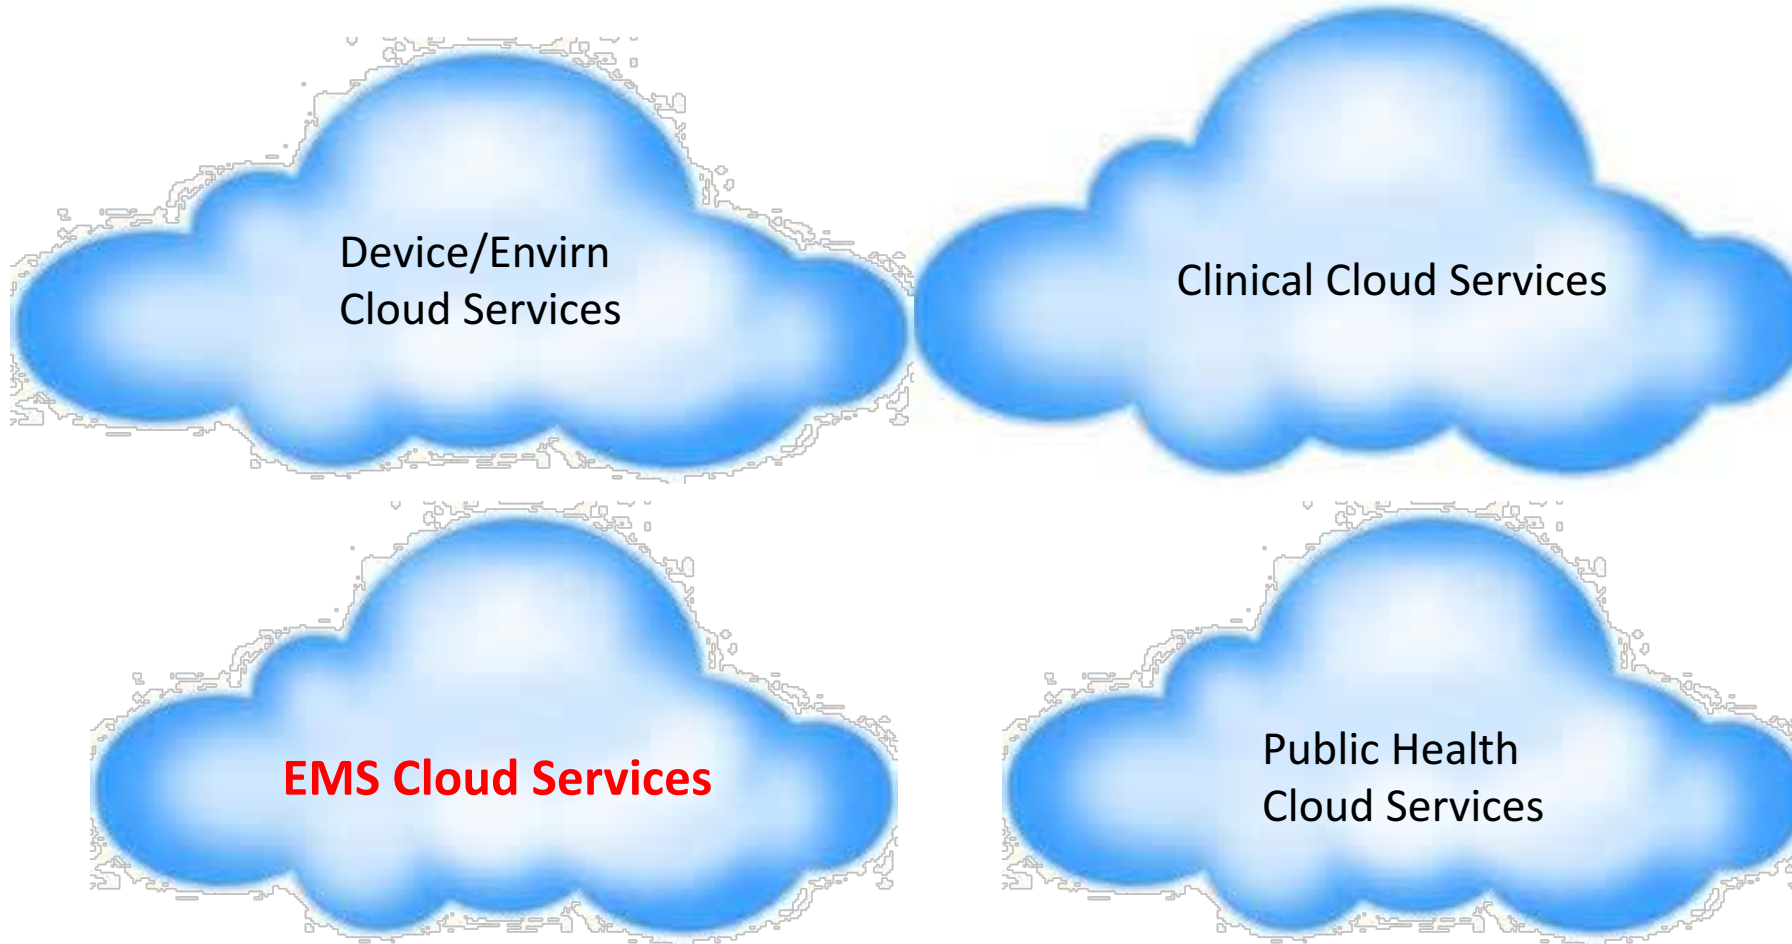 Device/Envirn
Cloud Services
Clinical Cloud Services
EMS Cloud Services
Public Health
Cloud Services